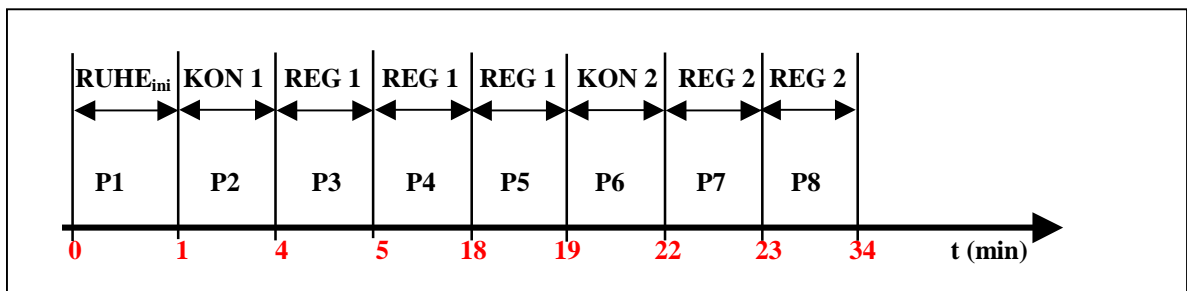 RUHEini KON 1 REG 1 REG 1 REG 1 KON 2 REG 2 REG 2
P1 P2 P3 P4 P5 P6 P7 P8
0 1 4 5 18 19 22 23 34 t (min)